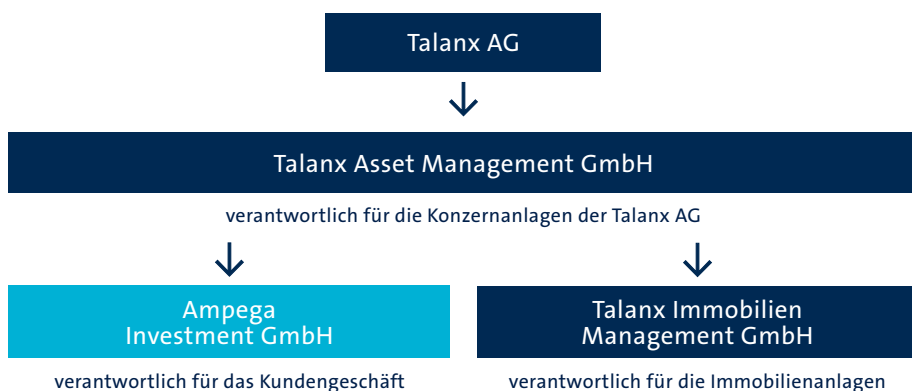 Talanx AG
Talanx Asset Management GmbH
verantwortlich für die Konzernanlagen der Talanx AG
Ampega
Investment GmbH
verantwortlich für das Kundengeschäft
Talanx Immobilien
Management GmbH
verantwortlich für die Immobilienanlagen